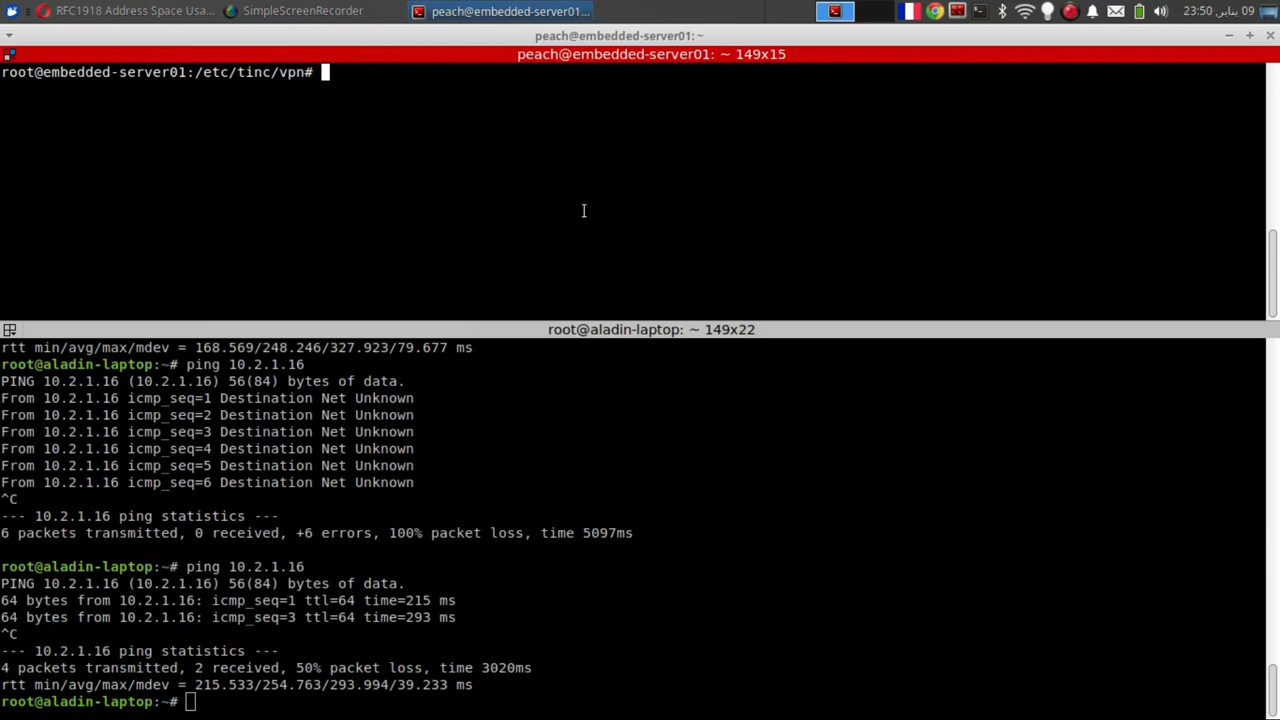 RFC1918 Address Space Usa...
SimpleScreenRecorder
peach@embedded-server01:...
09 يناير, 23:50
peach@embedded-server01:~
peach@embedded-server01: ~ 149x15
root@embedded-server01:/etc/tinc/vpn#
root@aladin-laptop: ~ 149x22
rtt min/avg/max/mdev = 168.569/248.246/327.923/79.677 ms
root@aladin-laptop:~# ping 10.2.1.16
PING 10.2.1.16 (10.2.1.16) 56(84) bytes of data.
From 10.2.1.16 icmp_seq=1 Destination Net Unknown
From 10.2.1.16 icmp_seq=2 Destination Net Unknown
From 10.2.1.16 icmp_seq=3 Destination Net Unknown
From 10.2.1.16 icmp_seq=4 Destination Net Unknown
From 10.2.1.16 icmp_seq=5 Destination Net Unknown
From 10.2.1.16 icmp_seq=6 Destination Net Unknown
^C
--- 10.2.1.16 ping statistics ---
6 packets transmitted, 0 received, +6 errors, 100% packet loss, time 5097ms
root@aladin-laptop:~# ping 10.2.1.16
PING 10.2.1.16 (10.2.1.16) 56(84) bytes of data.
64 bytes from 10.2.1.16: icmp_seq=1 ttl=64 time=215 ms
64 bytes from 10.2.1.16: icmp_seq=3 ttl=64 time=293 ms
^C
--- 10.2.1.16 ping statistics ---
4 packets transmitted, 2 received, 50% packet loss, time 3020ms
rtt min/avg/max/mdev = 215.533/254.763/293.994/39.233 ms
root@aladin-laptop:~#